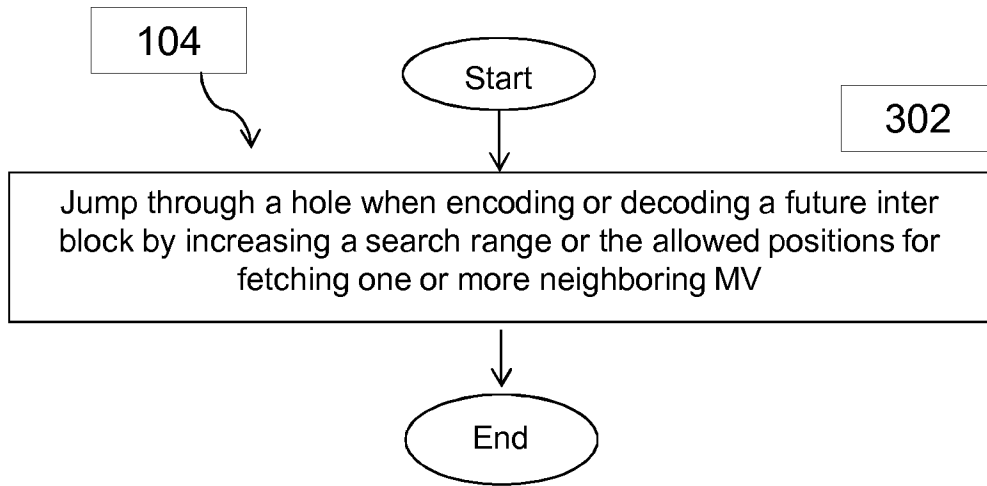 104
Start
302
Jump through a hole when encoding or decoding a future inter
block by increasing a search range or the allowed positions for
fetching one or more neighboring MV
End